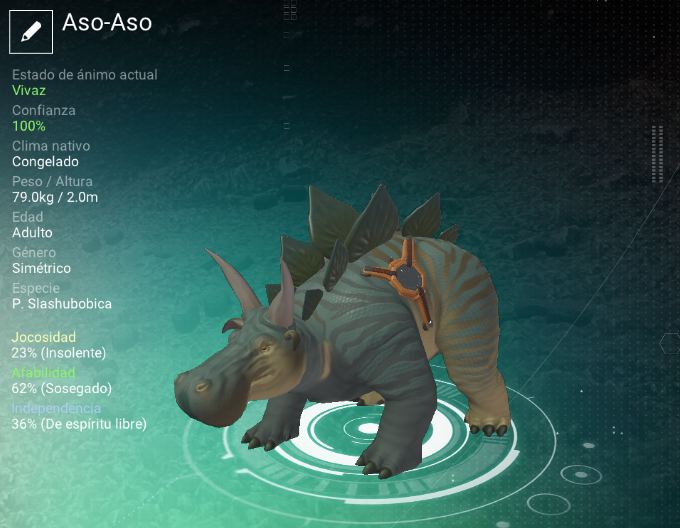 Aso-Aso
Estado de ánimo actual
Vivaz
Confianza
100%
Clima nativo
Congelado
Peso / Altura
79.0kg / 2.0m
Edad
Adulto
Género
Simétrico
Especie
P. Slashubobica
Jocosidad
23% (Insolente)
Afabilidad
62% (Sosegado)
Independencia
36% (De espíritu libre)